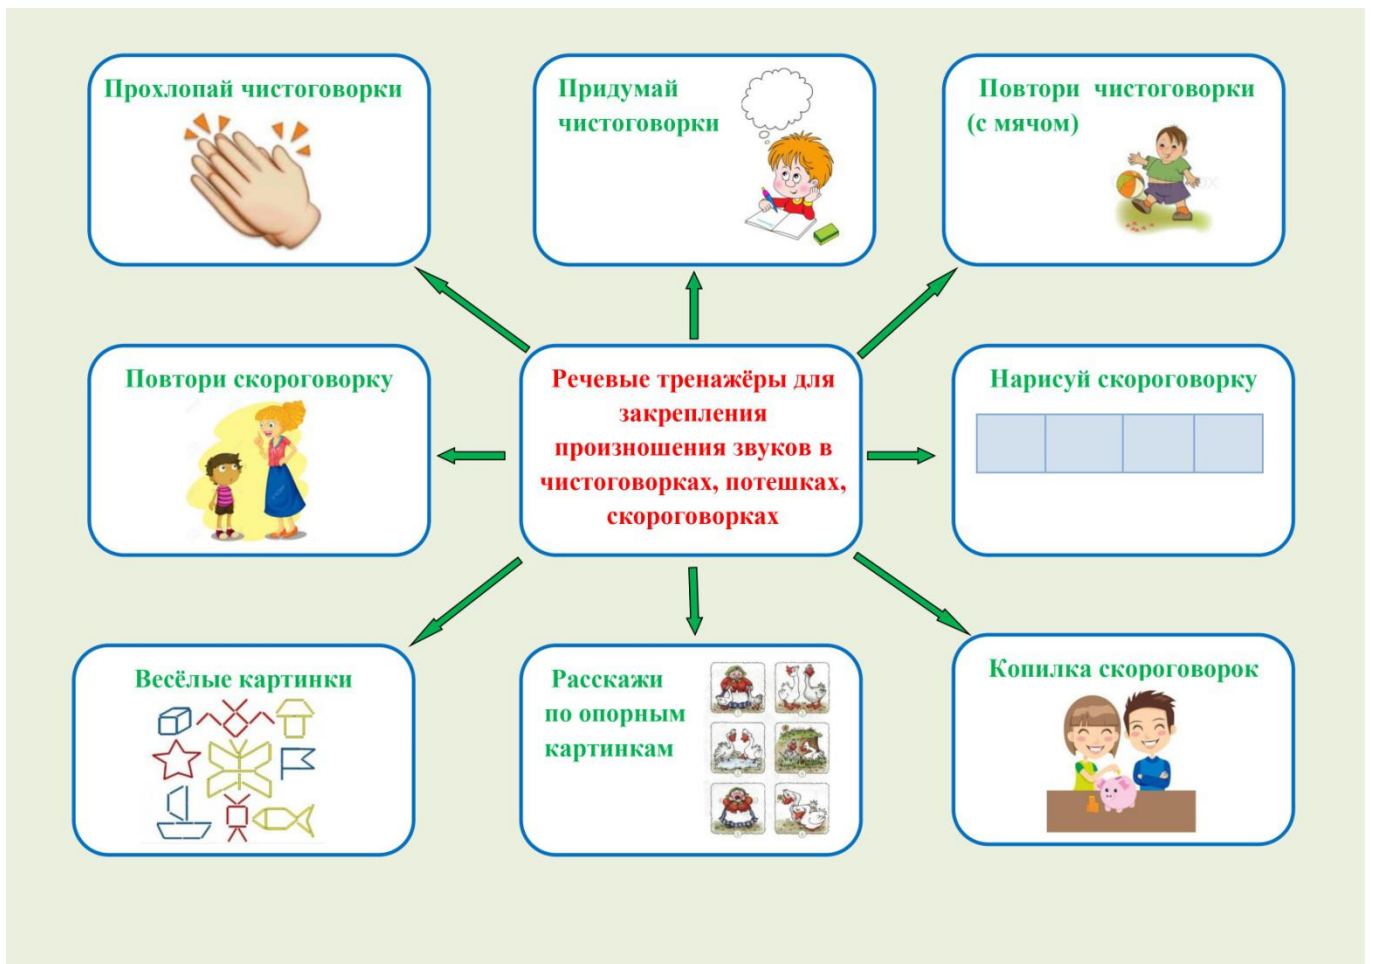 Прохлопай чистоговорки
Придумай
чистоговорки
Повтори чистоговорки
(с мячом)
Повтори скороговорку
Речевые тренажёры для
закрепления
произношения звуков в
чистоговорках, потешках,
скороговорках
Нарисуй скороговорку
Весёлые картинки
Расскажи
по опорным
картинкам
Копилка скороговорок